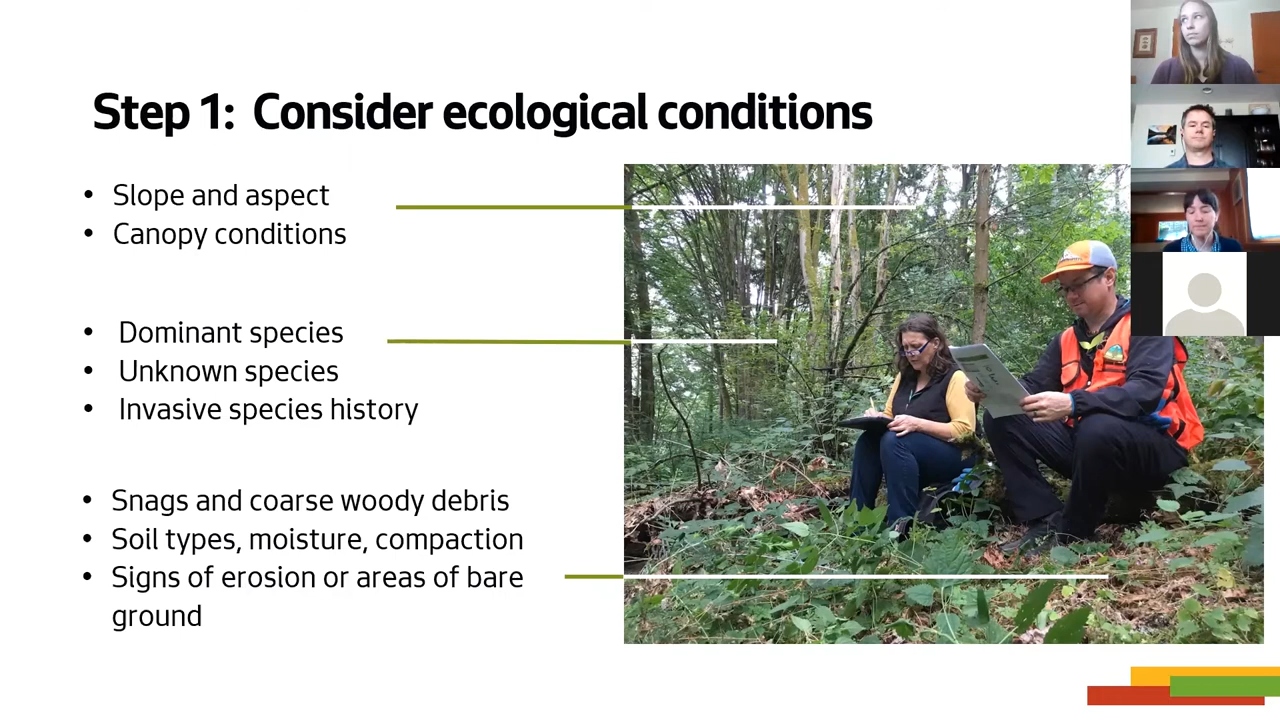 Step 1: Consider ecological conditions
• Slope and aspect
• Canopy conditions
• Dominant species
• Unknown species
• Invasive species history
• Snags and coarse woody debris
• Soil types, moisture, compaction
• Signs of erosion or areas of bare
ground